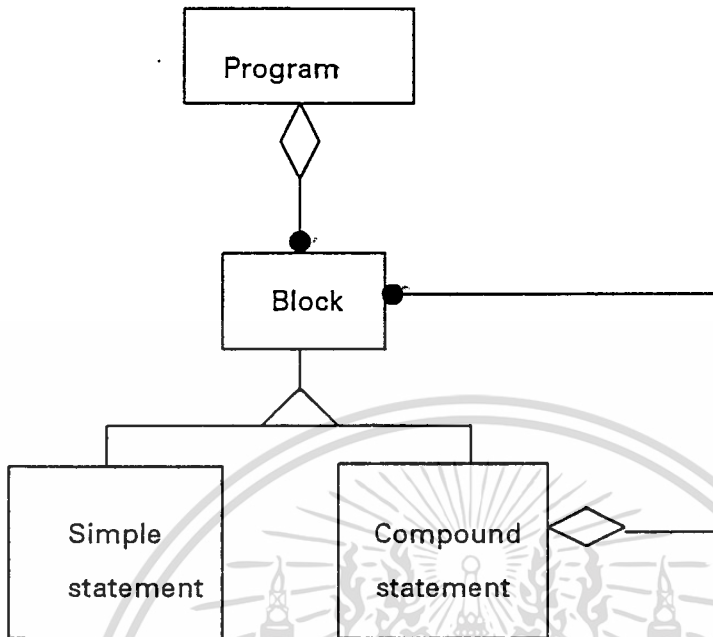 Program
Block
Simple
statement
Compound
statement